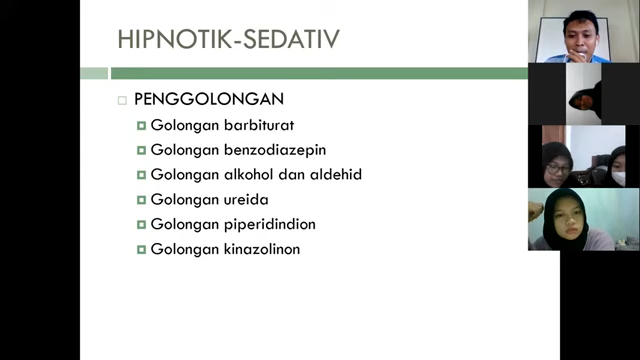 HIPNOTIK-SEDATIV
PENGGOLONGAN
Golongan barbiturat
Golongan benzodiazepin
Golongan alkohol dan aldehid
Golongan ureida
Golongan piperidindion
Golongan kinazolinon